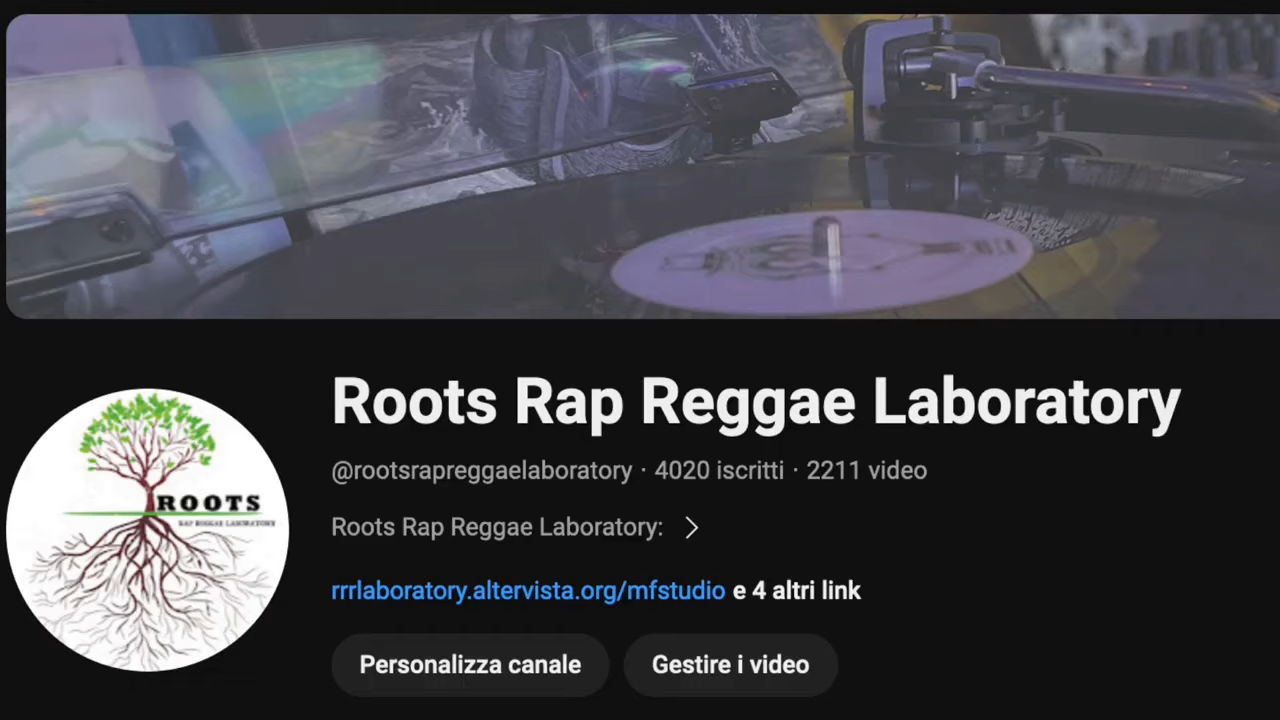 Roots Rap Reggae Laboratory
@rootsrapreggaelaboratory · 4020 iscritti · 2211 video
ROOTS
RAP REGGAE LABORATORY
Roots Rap Reggae Laboratory:
rrrlaboratory.altervista.org/mfstudio e 4 altri link
Personalizza canale
Gestire i video